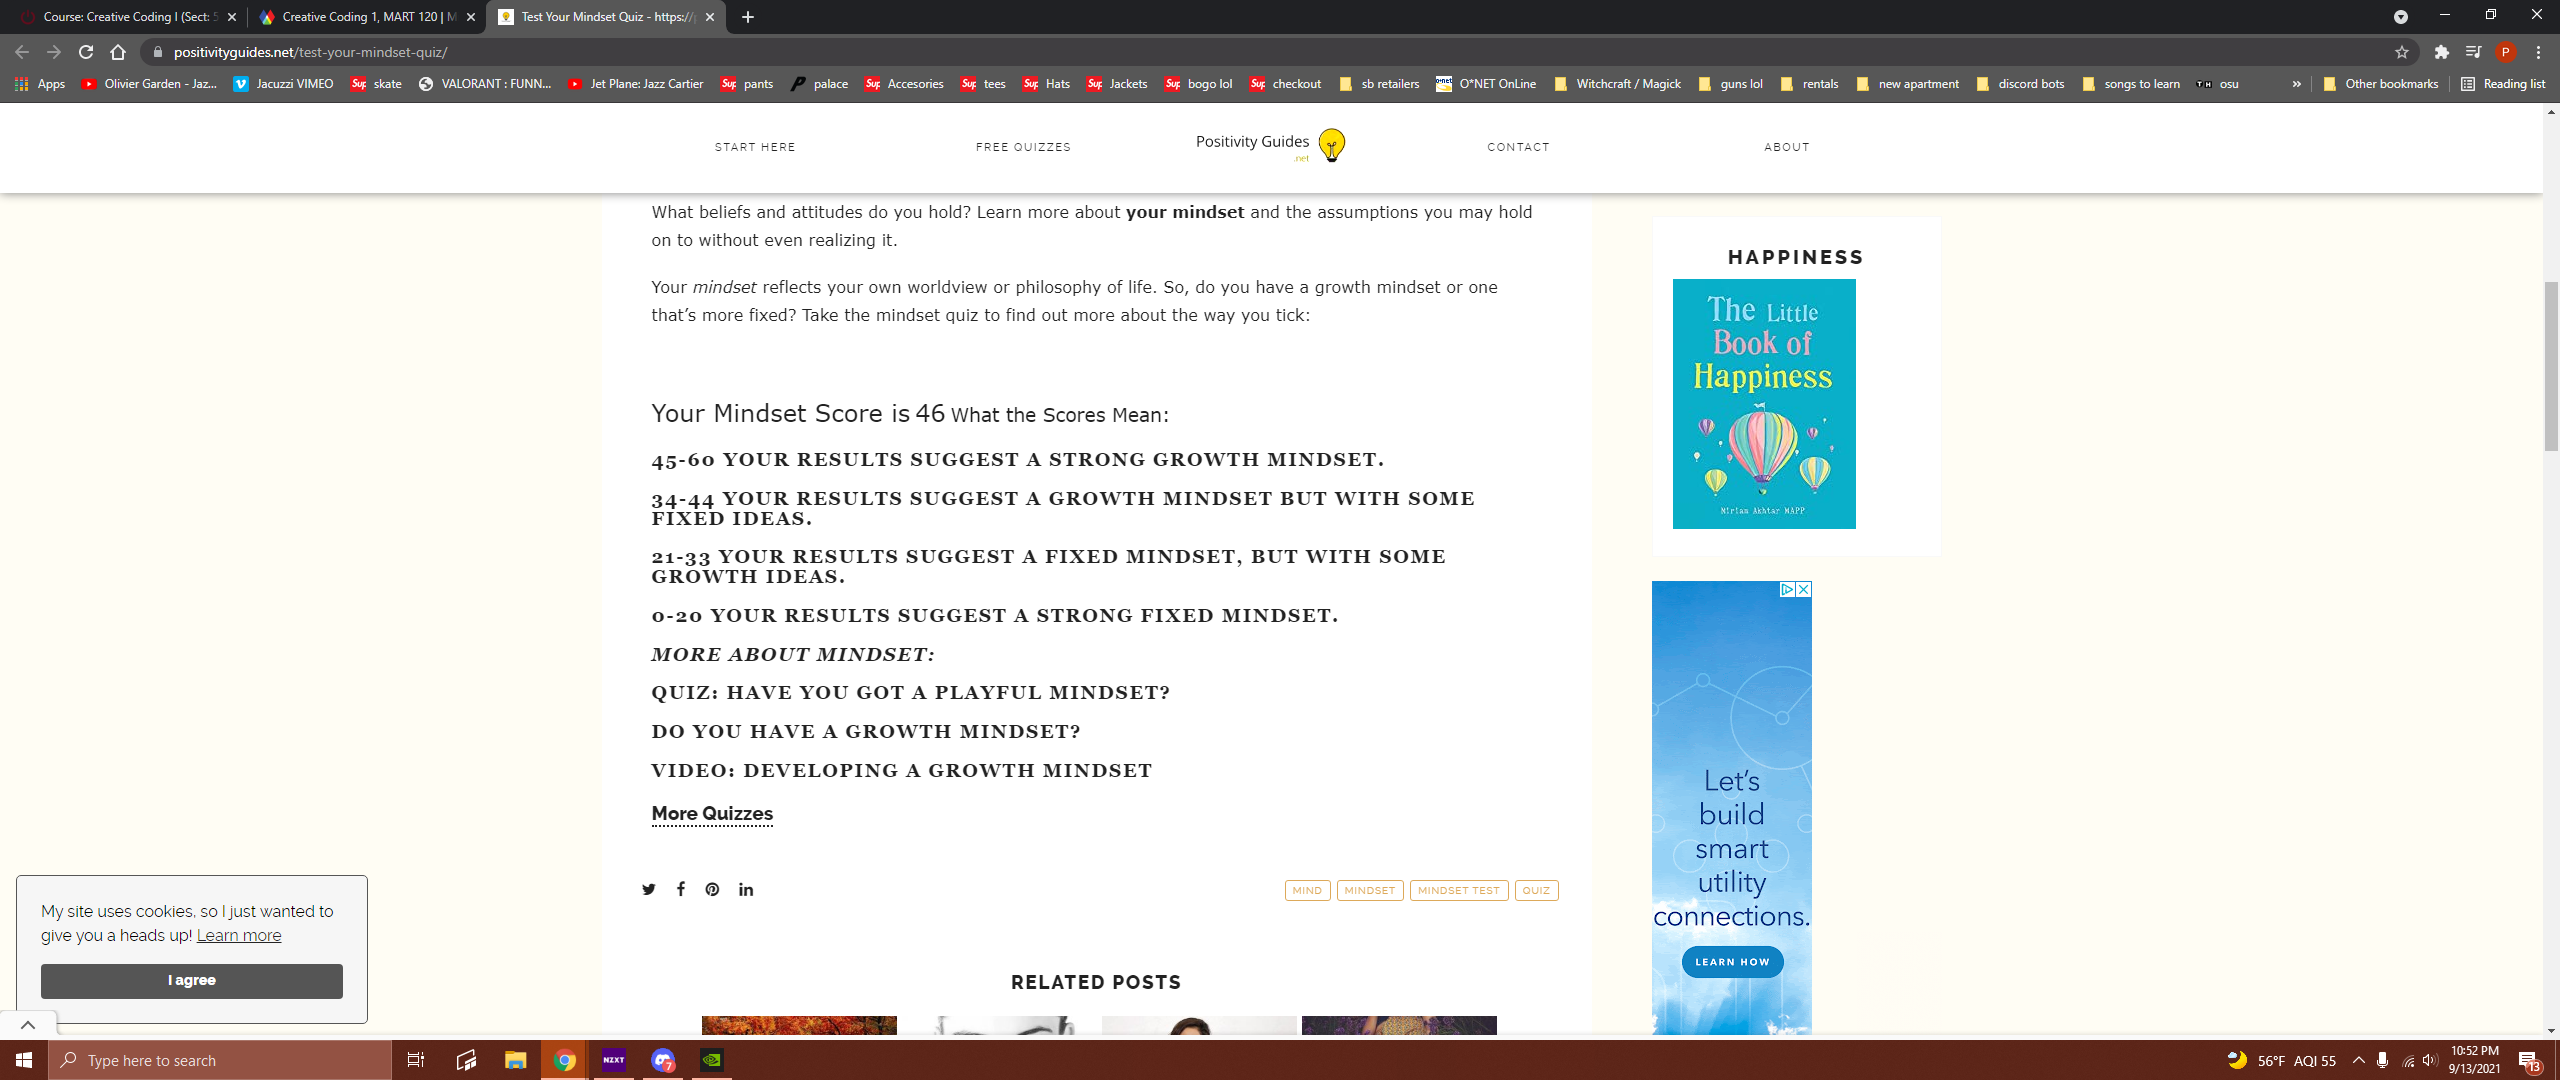 Course: Creative Coding I (Sect: 5
Creative Coding 1, MART 120 | M
Test Your Mindset Quiz - https://p
positivityguides.net/test-your-mindset-quiz/
P
Apps
Olivier Garden - Jaz...
Jacuzzi VIMEO
skate
VALORANT : FUNN...
Jet Plane: Jazz Cartier
pants
palace
Accesories
tees
Hats
Jackets
bogo lol
checkout
sb retailers
O*NET OnLine
Witchcraft / Magick
guns lol
rentals
new apartment
discord bots
songs to learn
osu
Other bookmarks
Reading list
START HERE
FREE QUIZZES
Positivity Guides
.net
CONTACT
ABOUT
What beliefs and attitudes do you hold? Learn more about your mindset and the assumptions you may hold
on to without even realizing it.
Your mindset reflects your own worldview or philosophy of life. So, do you have a growth mindset or one
that’s more fixed? Take the mindset quiz to find out more about the way you tick:
Your Mindset Score is 46 What the Scores Mean:
45-60 YOUR RESULTS SUGGEST A STRONG GROWTH MINDSET.
34-44 YOUR RESULTS SUGGEST A GROWTH MINDSET BUT WITH SOME
FIXED IDEAS.
21-33 YOUR RESULTS SUGGEST A FIXED MINDSET, BUT WITH SOME
GROWTH IDEAS.
0-20 YOUR RESULTS SUGGEST A STRONG FIXED MINDSET.
MORE ABOUT MINDSET:
QUIZ: HAVE YOU GOT A PLAYFUL MINDSET?
DO YOU HAVE A GROWTH MINDSET?
VIDEO: DEVELOPING A GROWTH MINDSET
More Quizzes
MIND
MINDSET
MINDSET TEST
QUIZ
RELATED POSTS
HAPPINESS
The Little
Book of
Happiness
Miriam Akhtar MAPP
Let’s
build
smart
utility
connections.
LEARN HOW
My site uses cookies, so I just wanted to
give you a heads up! Learn more
I agree
Type here to search
NZXT
7
56°F AQI 55
10:52 PM
9/13/2021
13